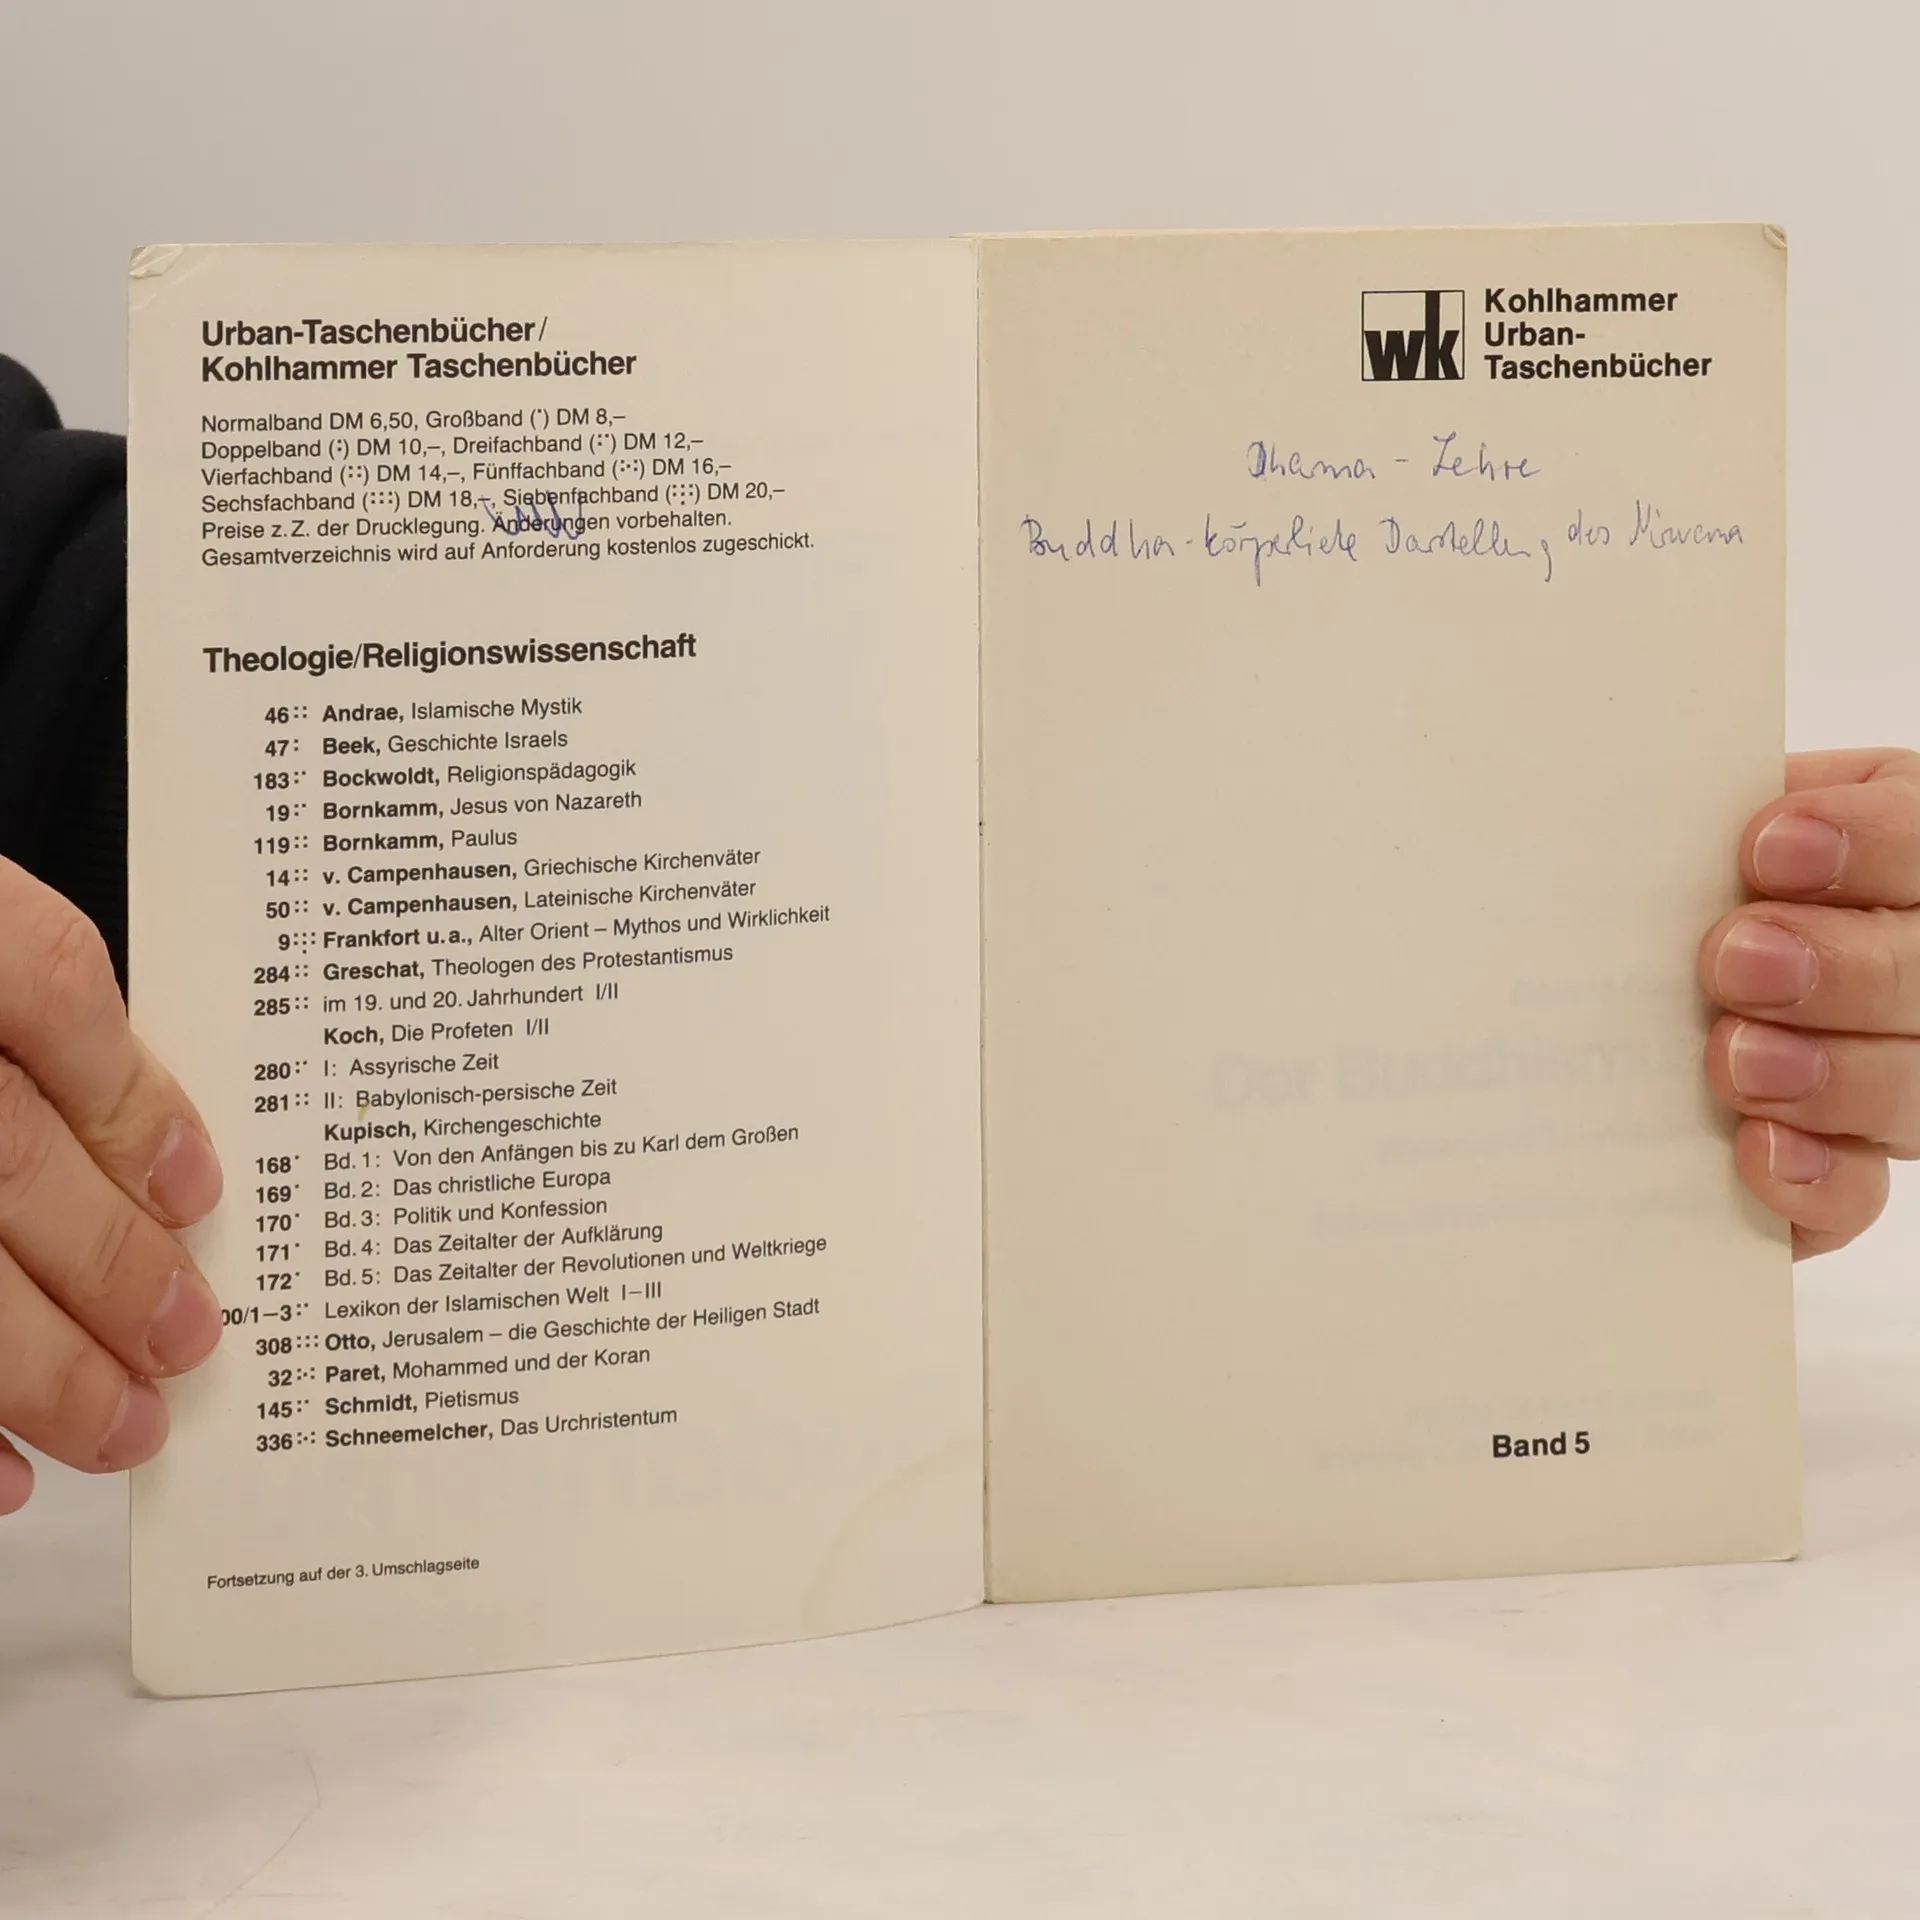 Urban-Taschenbücher/
Kohlhammer Taschenbücher
Normalband DM 6,50, Großband (·) DM 8,–
Doppelband (:) DM 10,–, Dreifachband (:·) DM 12,–
Vierfachband (::) DM 14,–, Fünffachband (:·:) DM 16,–
Sechsfachband (:::) DM 18,–, Siebenfachband (:::) DM 20,–
Preise z. Z. der Drucklegung. Änderungen vorbehalten.
Gesamtverzeichnis wird auf Anforderung kostenlos zugeschickt.
Theologie/Religionswissenschaft
46:: Andrae, Islamische Mystik
47: Beek, Geschichte Israels
183:· Bockwoldt, Religionspädagogik
19:· Bornkamm, Jesus von Nazareth
119:: Bornkamm, Paulus
14:: v. Campenhausen, Griechische Kirchenväter
50:: v. Campenhausen, Lateinische Kirchenväter
9::: Frankfort u. a., Alter Orient – Mythos und Wirklichkeit
284:: Greschat, Theologen des Protestantismus
285:: im 19. und 20. Jahrhundert I/II
Koch, Die Profeten I/II
280:· I: Assyrische Zeit
281:: II: Babylonisch-persische Zeit
Kupisch, Kirchengeschichte
168· Bd. 1: Von den Anfängen bis zu Karl dem Großen
169· Bd. 2: Das christliche Europa
170· Bd. 3: Politik und Konfession
171· Bd. 4: Das Zeitalter der Aufklärung
172· Bd. 5: Das Zeitalter der Revolutionen und Weltkriege
00/1–3:· Lexikon der Islamischen Welt I–III
308::: Otto, Jerusalem – die Geschichte der Heiligen Stadt
32:·: Paret, Mohammed und der Koran
145:· Schmidt, Pietismus
336:·: Schneemelcher, Das Urchristentum
Fortsetzung auf der 3. Umschlagseite
wk
Kohlhammer
Urban-
Taschenbücher
Dhama - Lehre
Buddha - körperliche Darstellung des Nirwana
Band 5